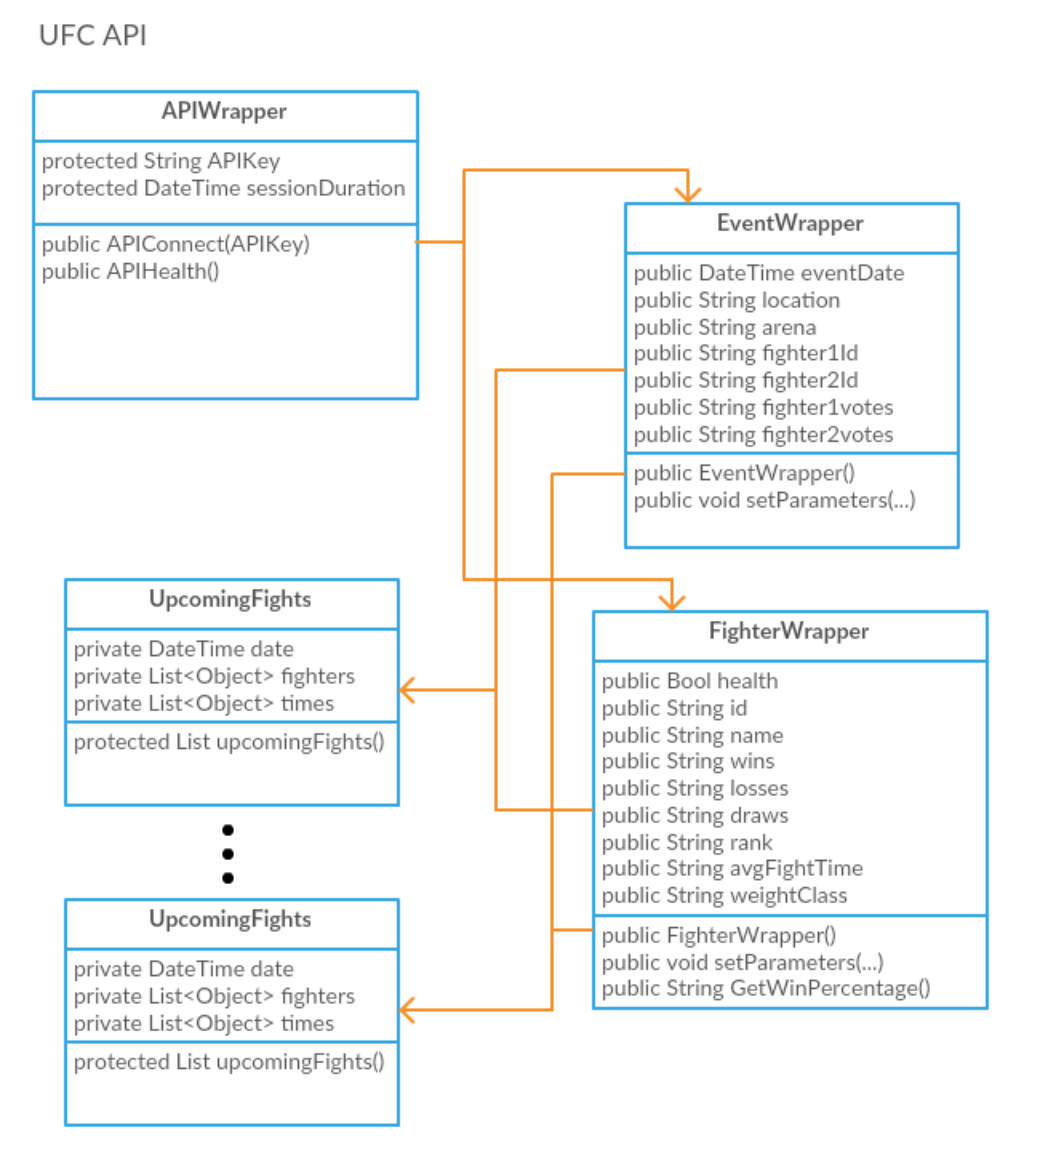 UFC API
APIWrapper
protected String APIKey
protected DateTime sessionDuration
public APIConnect(APIKey)
public APIHealth()
EventWrapper
public DateTime eventDate
public String location
public String arena
public String fighter1Id
public String fighter2Id
public String fighter1votes
public String fighter2votes
public EventWrapper()
public void setParameters(...)
UpcomingFights
private DateTime date
private List<Object> fighters
private List<Object> times
protected List upcomingFights()
FighterWrapper
public Bool health
public String id
public String name
public String wins
public String losses
public String draws
public String rank
public String avgFightTime
public String weightClass
public FighterWrapper()
public void setParameters(...)
public String GetWinPercentage()
UpcomingFights
private DateTime date
private List<Object> fighters
private List<Object> times
protected List upcomingFights()